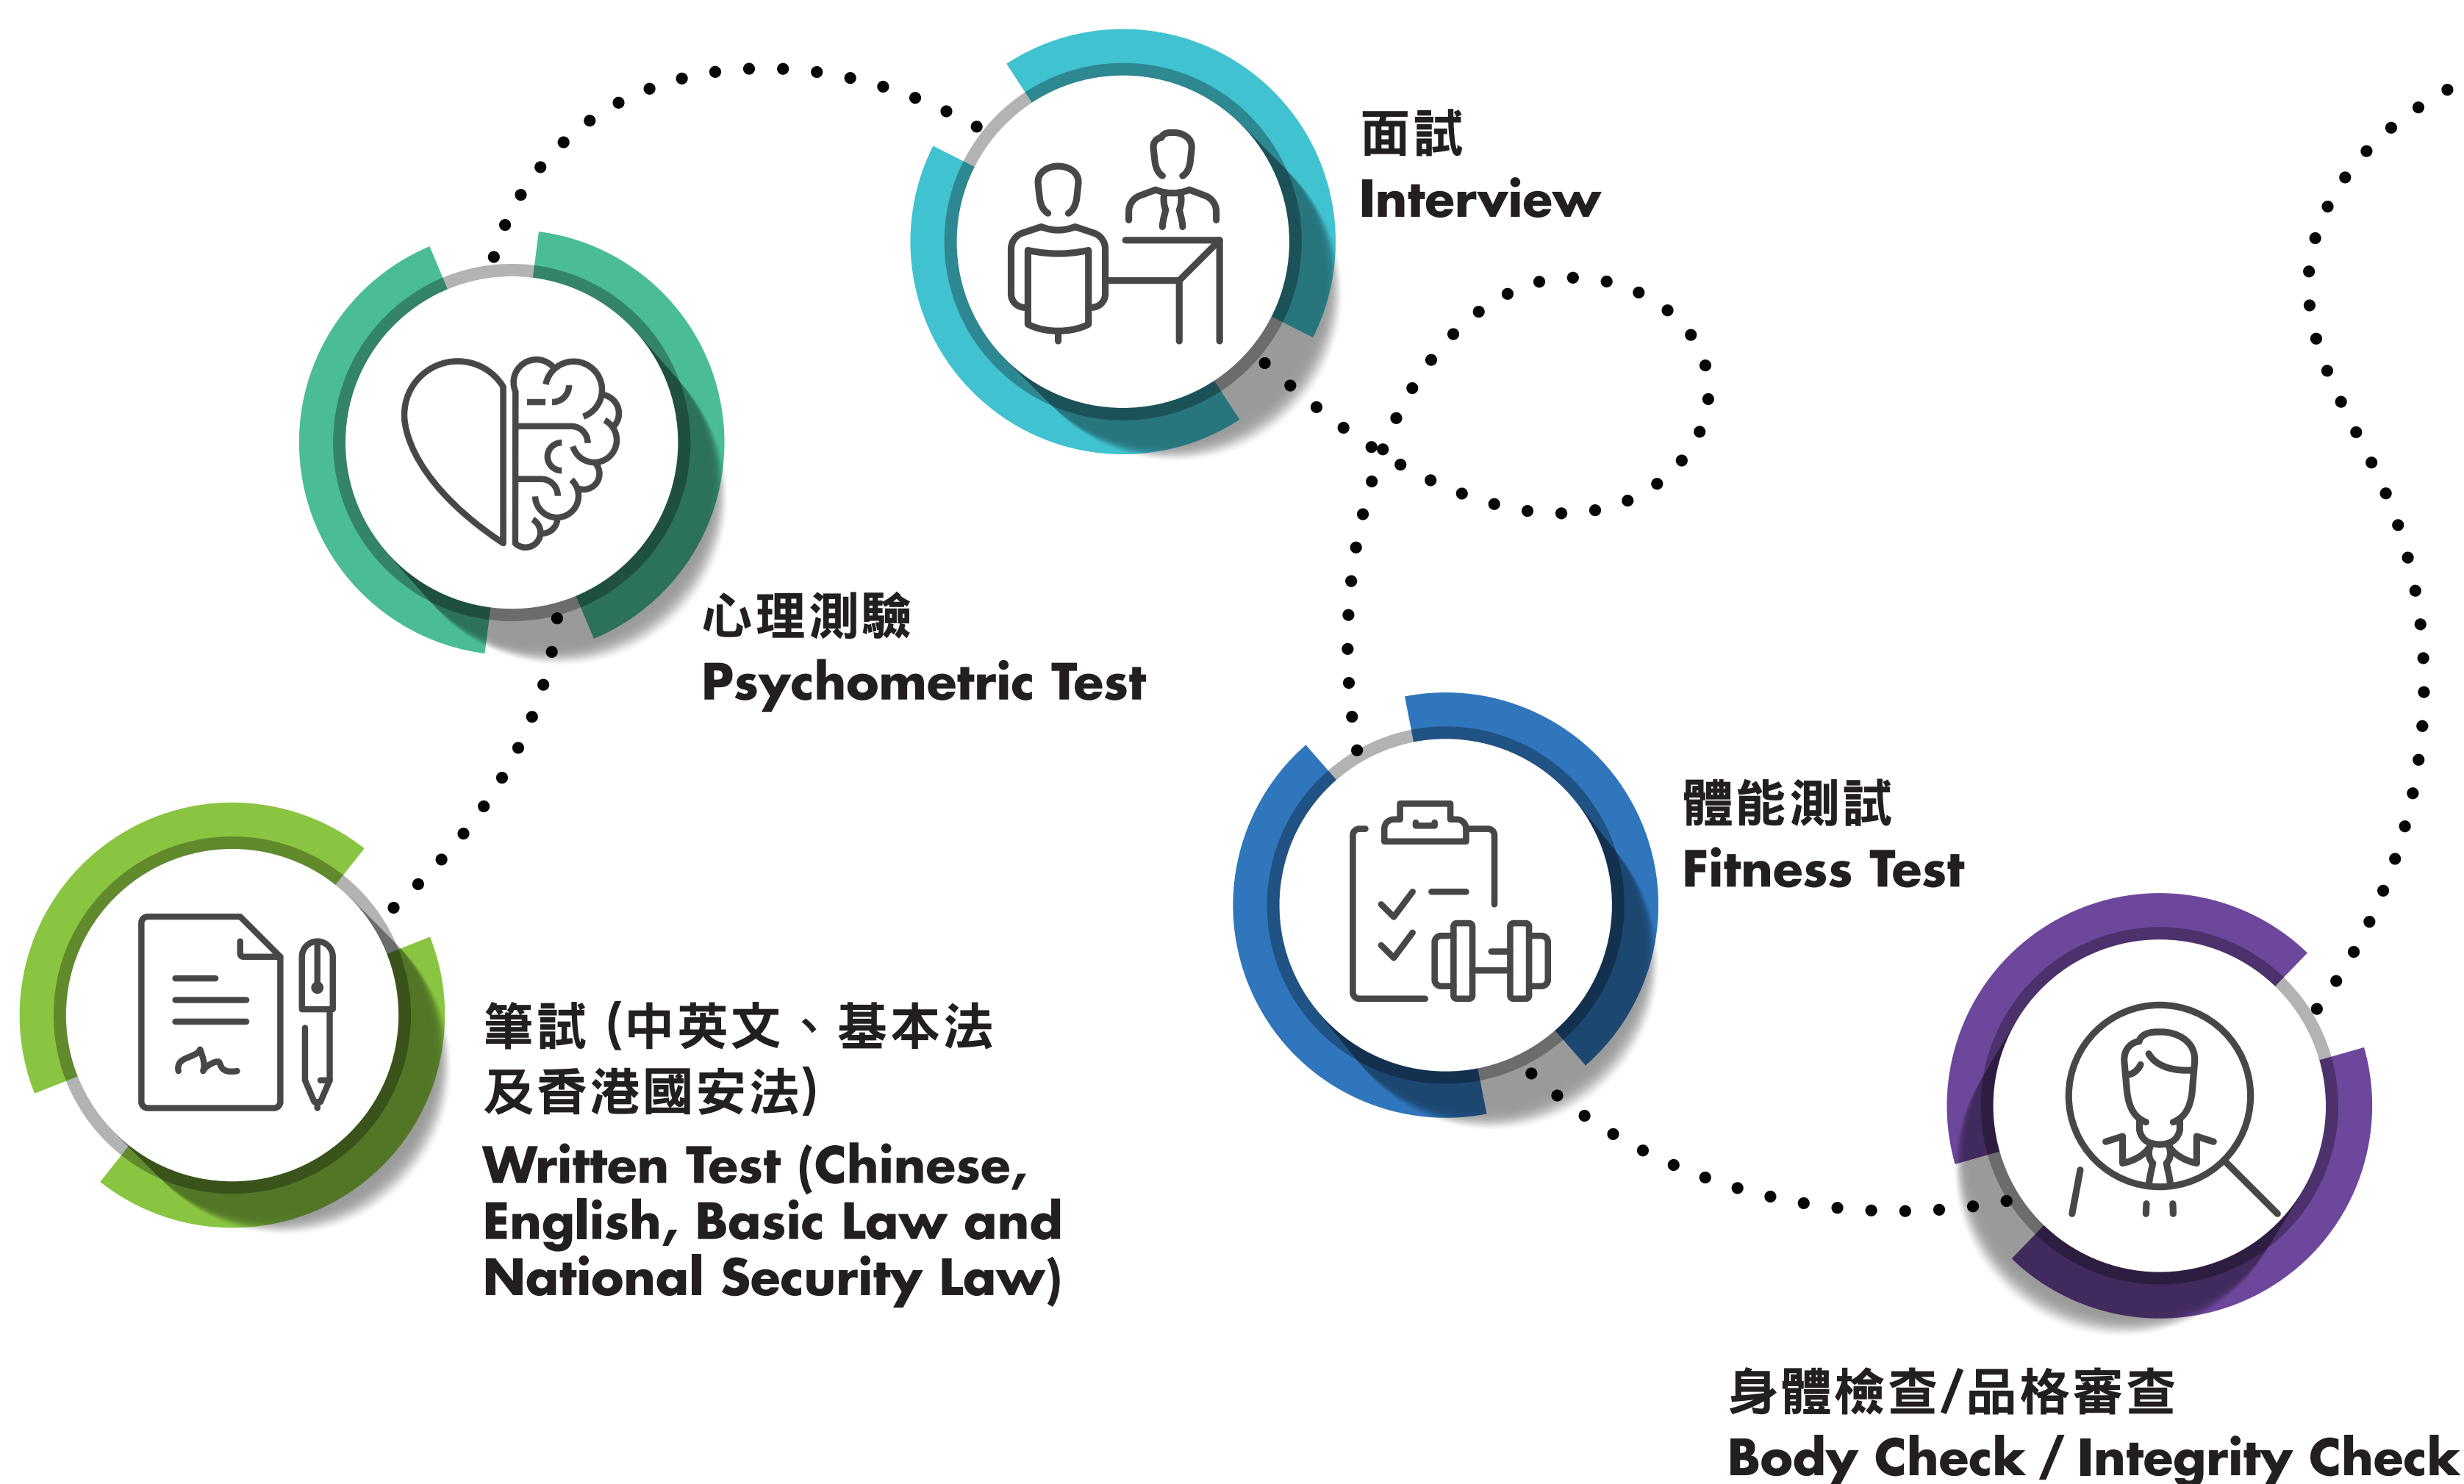 筆試 (中英文、基本法
及香港國安法)
Written Test (Chinese,
English, Basic Law and
National Security Law)
心理測驗
Psychometric Test
面試
Interview
體能測試
Fitness Test
身體檢查/品格審查
Body Check / Integrity Check